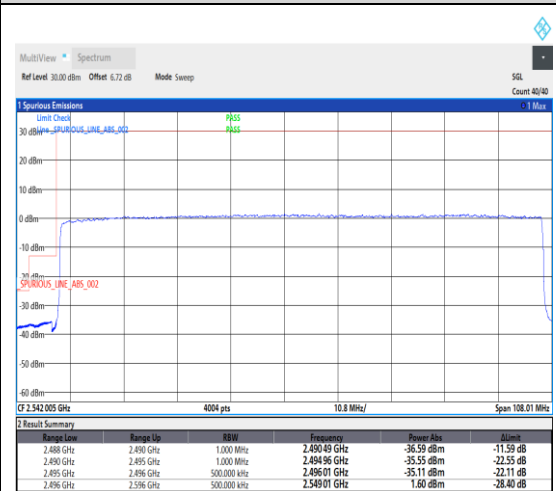 MultiView * Spectrum
Ref Level 30.00 dBm Offset 6.72 dB Mode Sweep SGL
Count 40/40
1 Spurious Emissions 1 Max
Limit Check PASS
30 dBm Line _SPURIOUS_LINE_ABS_002 PASS
20 dBm
10 dBm
0 dBm
-10 dBm
-20 dBm
_SPURIOUS_LINE_ABS_002
-30 dBm
-40 dBm
-50 dBm
-60 dBm
CF 2.542 005 GHz 4004 pts 10.8 MHz/ Span 108.01 MHz
2 Result Summary
Range Low Range Up RBW Frequency Power Abs ΔLimit
2.488 GHz 2.490 GHz 1.000 MHz 2.490 49 GHz -36.59 dBm -11.59 dB
2.490 GHz 2.495 GHz 1.000 MHz 2.494 96 GHz -35.55 dBm -22.55 dB
2.495 GHz 2.496 GHz 500.000 kHz 2.496 01 GHz -35.11 dBm -22.11 dB
2.496 GHz 2.596 GHz 500.000 kHz 2.549 01 GHz 1.60 dBm -28.40 dB